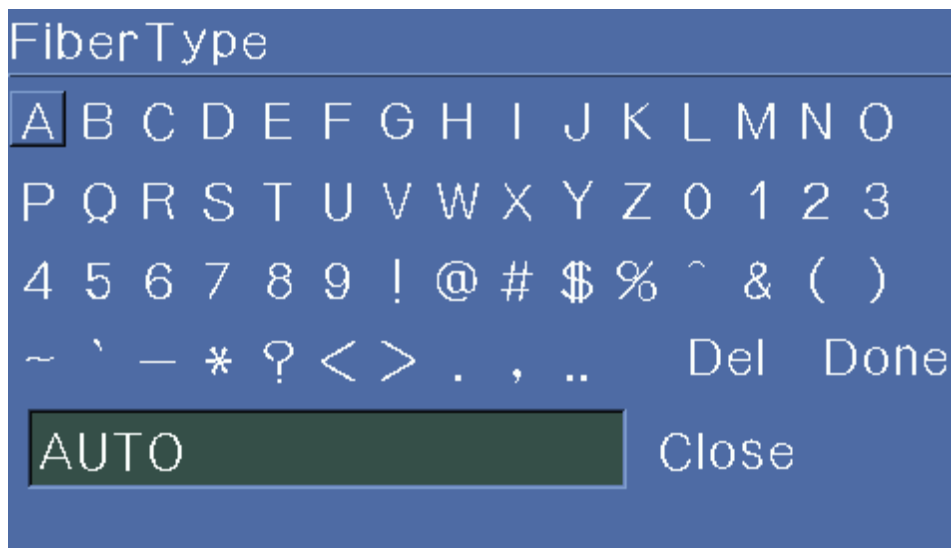 FiberType
A B C D E F G H I J K L M N O
P Q R S T U V W X Y Z 0 1 2 3
4 5 6 7 8 9 ! @ # $ % ^ & ( )
~ ` — * ? < > . , .. Del Done
AUTO Close